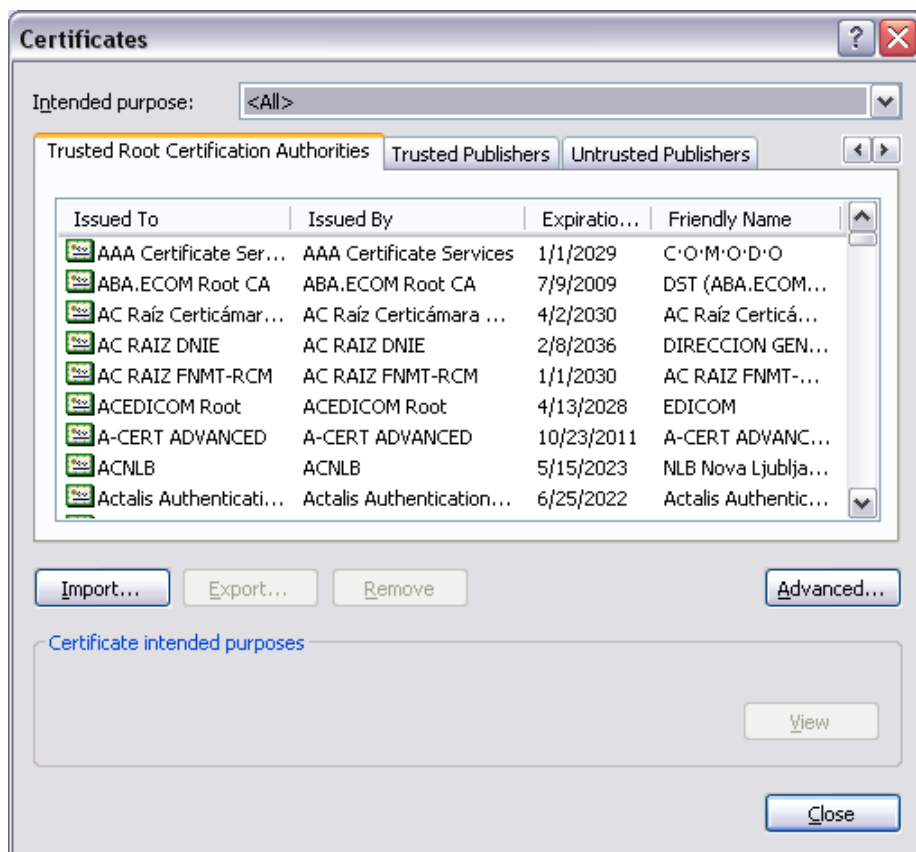 Certificates
Intended purpose: <All>
Trusted Root Certification Authorities Trusted Publishers Untrusted Publishers
Issued To Issued By Expiratio... Friendly Name
AAA Certificate Ser... AAA Certificate Services 1/1/2029 C·O·M·O·D·O
ABA.ECOM Root CA ABA.ECOM Root CA 7/9/2009 DST (ABA.ECOM...
AC Raíz Certicámar... AC Raíz Certicámara ... 4/2/2030 AC Raíz Certicá...
AC RAIZ DNIE AC RAIZ DNIE 2/8/2036 DIRECCION GEN...
AC RAIZ FNMT-RCM AC RAIZ FNMT-RCM 1/1/2030 AC RAIZ FNMT-...
ACEDICOM Root ACEDICOM Root 4/13/2028 EDICOM
A-CERT ADVANCED A-CERT ADVANCED 10/23/2011 A-CERT ADVANC...
ACNLB ACNLB 5/15/2023 NLB Nova Ljublja...
Actalis Authenticati... Actalis Authentication... 6/25/2022 Actalis Authentic...
Import... Export... Remove Advanced...
Certificate intended purposes
View
Close